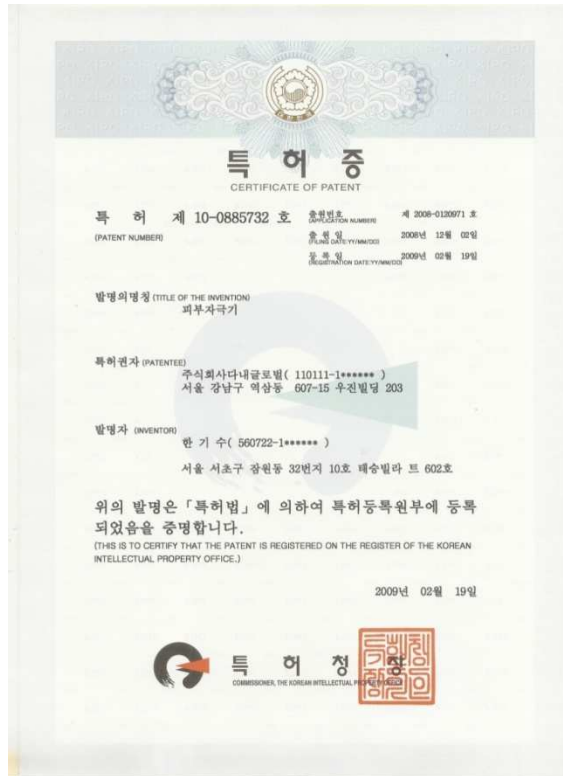 특 허 증
CERTIFICATE OF PATENT
특 허 제 10-0885732 호
(PATENT NUMBER)
출원번호 제 2008-0120971 호
(APPLICATION NUMBER)
출 원 일 2008년 12월 02일
(FILING DATE:YY/MM/DD)
등 록 일 2009년 02월 19일
(REGISTRATION DATE:YY/MM/DD)
발명의명칭 (TITLE OF THE INVENTION)
피부자극기
특허권자 (PATENTEE)
주식회사다내글로벌( 110111-1****** )
서울 강남구 역삼동 607-15 우진빌딩 203
발명자 (INVENTOR)
한 기 수( 560722-1****** )
서울 서초구 잠원동 32번지 10호 태승빌라 트 602호
위의 발명은「특허법」에 의하여 특허등록원부에 등록
되었음을 증명합니다.
(THIS IS TO CERTIFY THAT THE PATENT IS REGISTERED ON THE REGISTER OF THE KOREAN
INTELLECTUAL PROPERTY OFFICE.)
2009년 02월 19일
특 허 청 장
COMMISSIONER, THE KOREAN INTELLECTUAL PROPERTY OFFICE